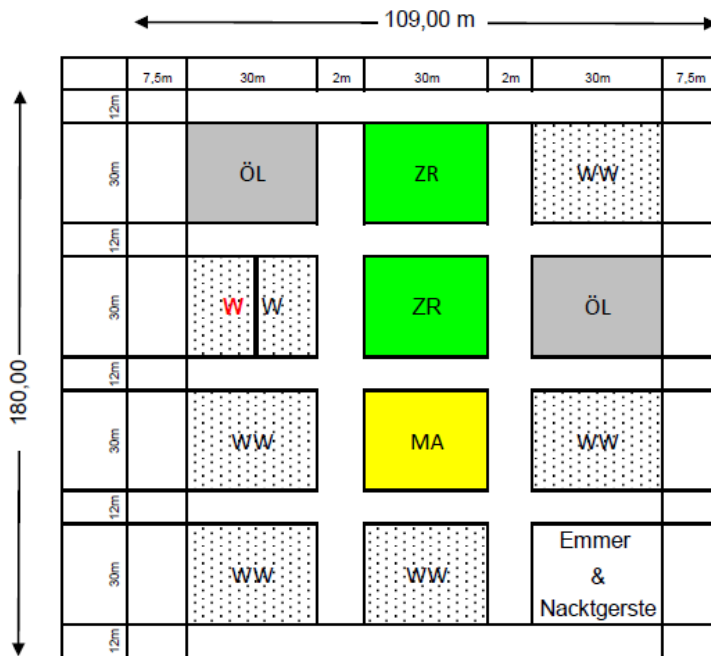 109,00 m
7,5m 30m 2m 30m 2m 30m 7,5m
12m
30m ÖL ZR WW
12m
30m W W ZR ÖL
12m
180,00
30m WW MA WW
12m
30m WW WW Emmer
&
Nacktgerste
12m